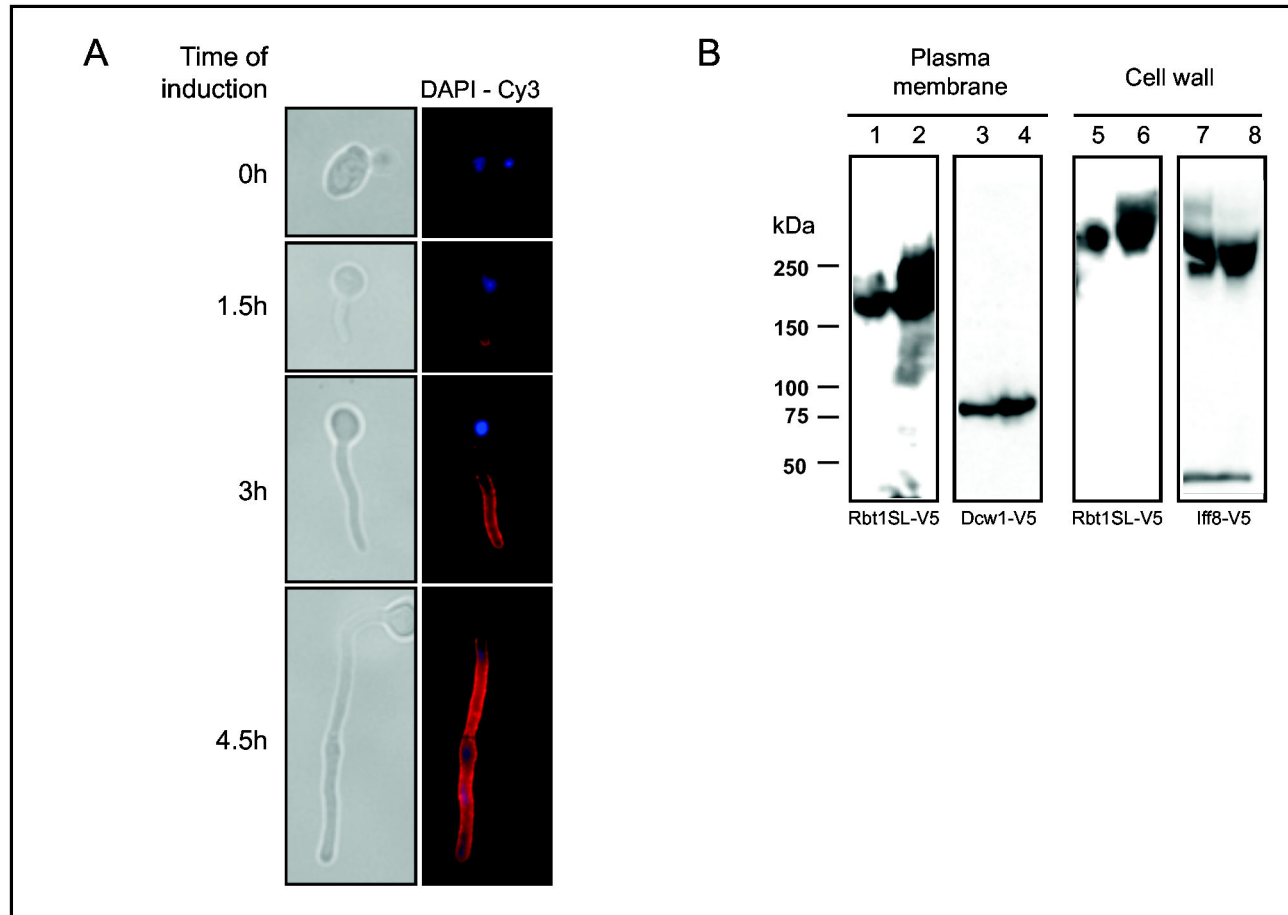 A
Time of
induction
DAPI - Cy3
0h
1.5h
3h
4.5h
B
Plasma
membrane
Cell wall
1 2 3 4 5 6 7 8
kDa
250
150
100
75
50
Rbt1SL-V5 Dcw1-V5 Rbt1SL-V5 Iff8-V5